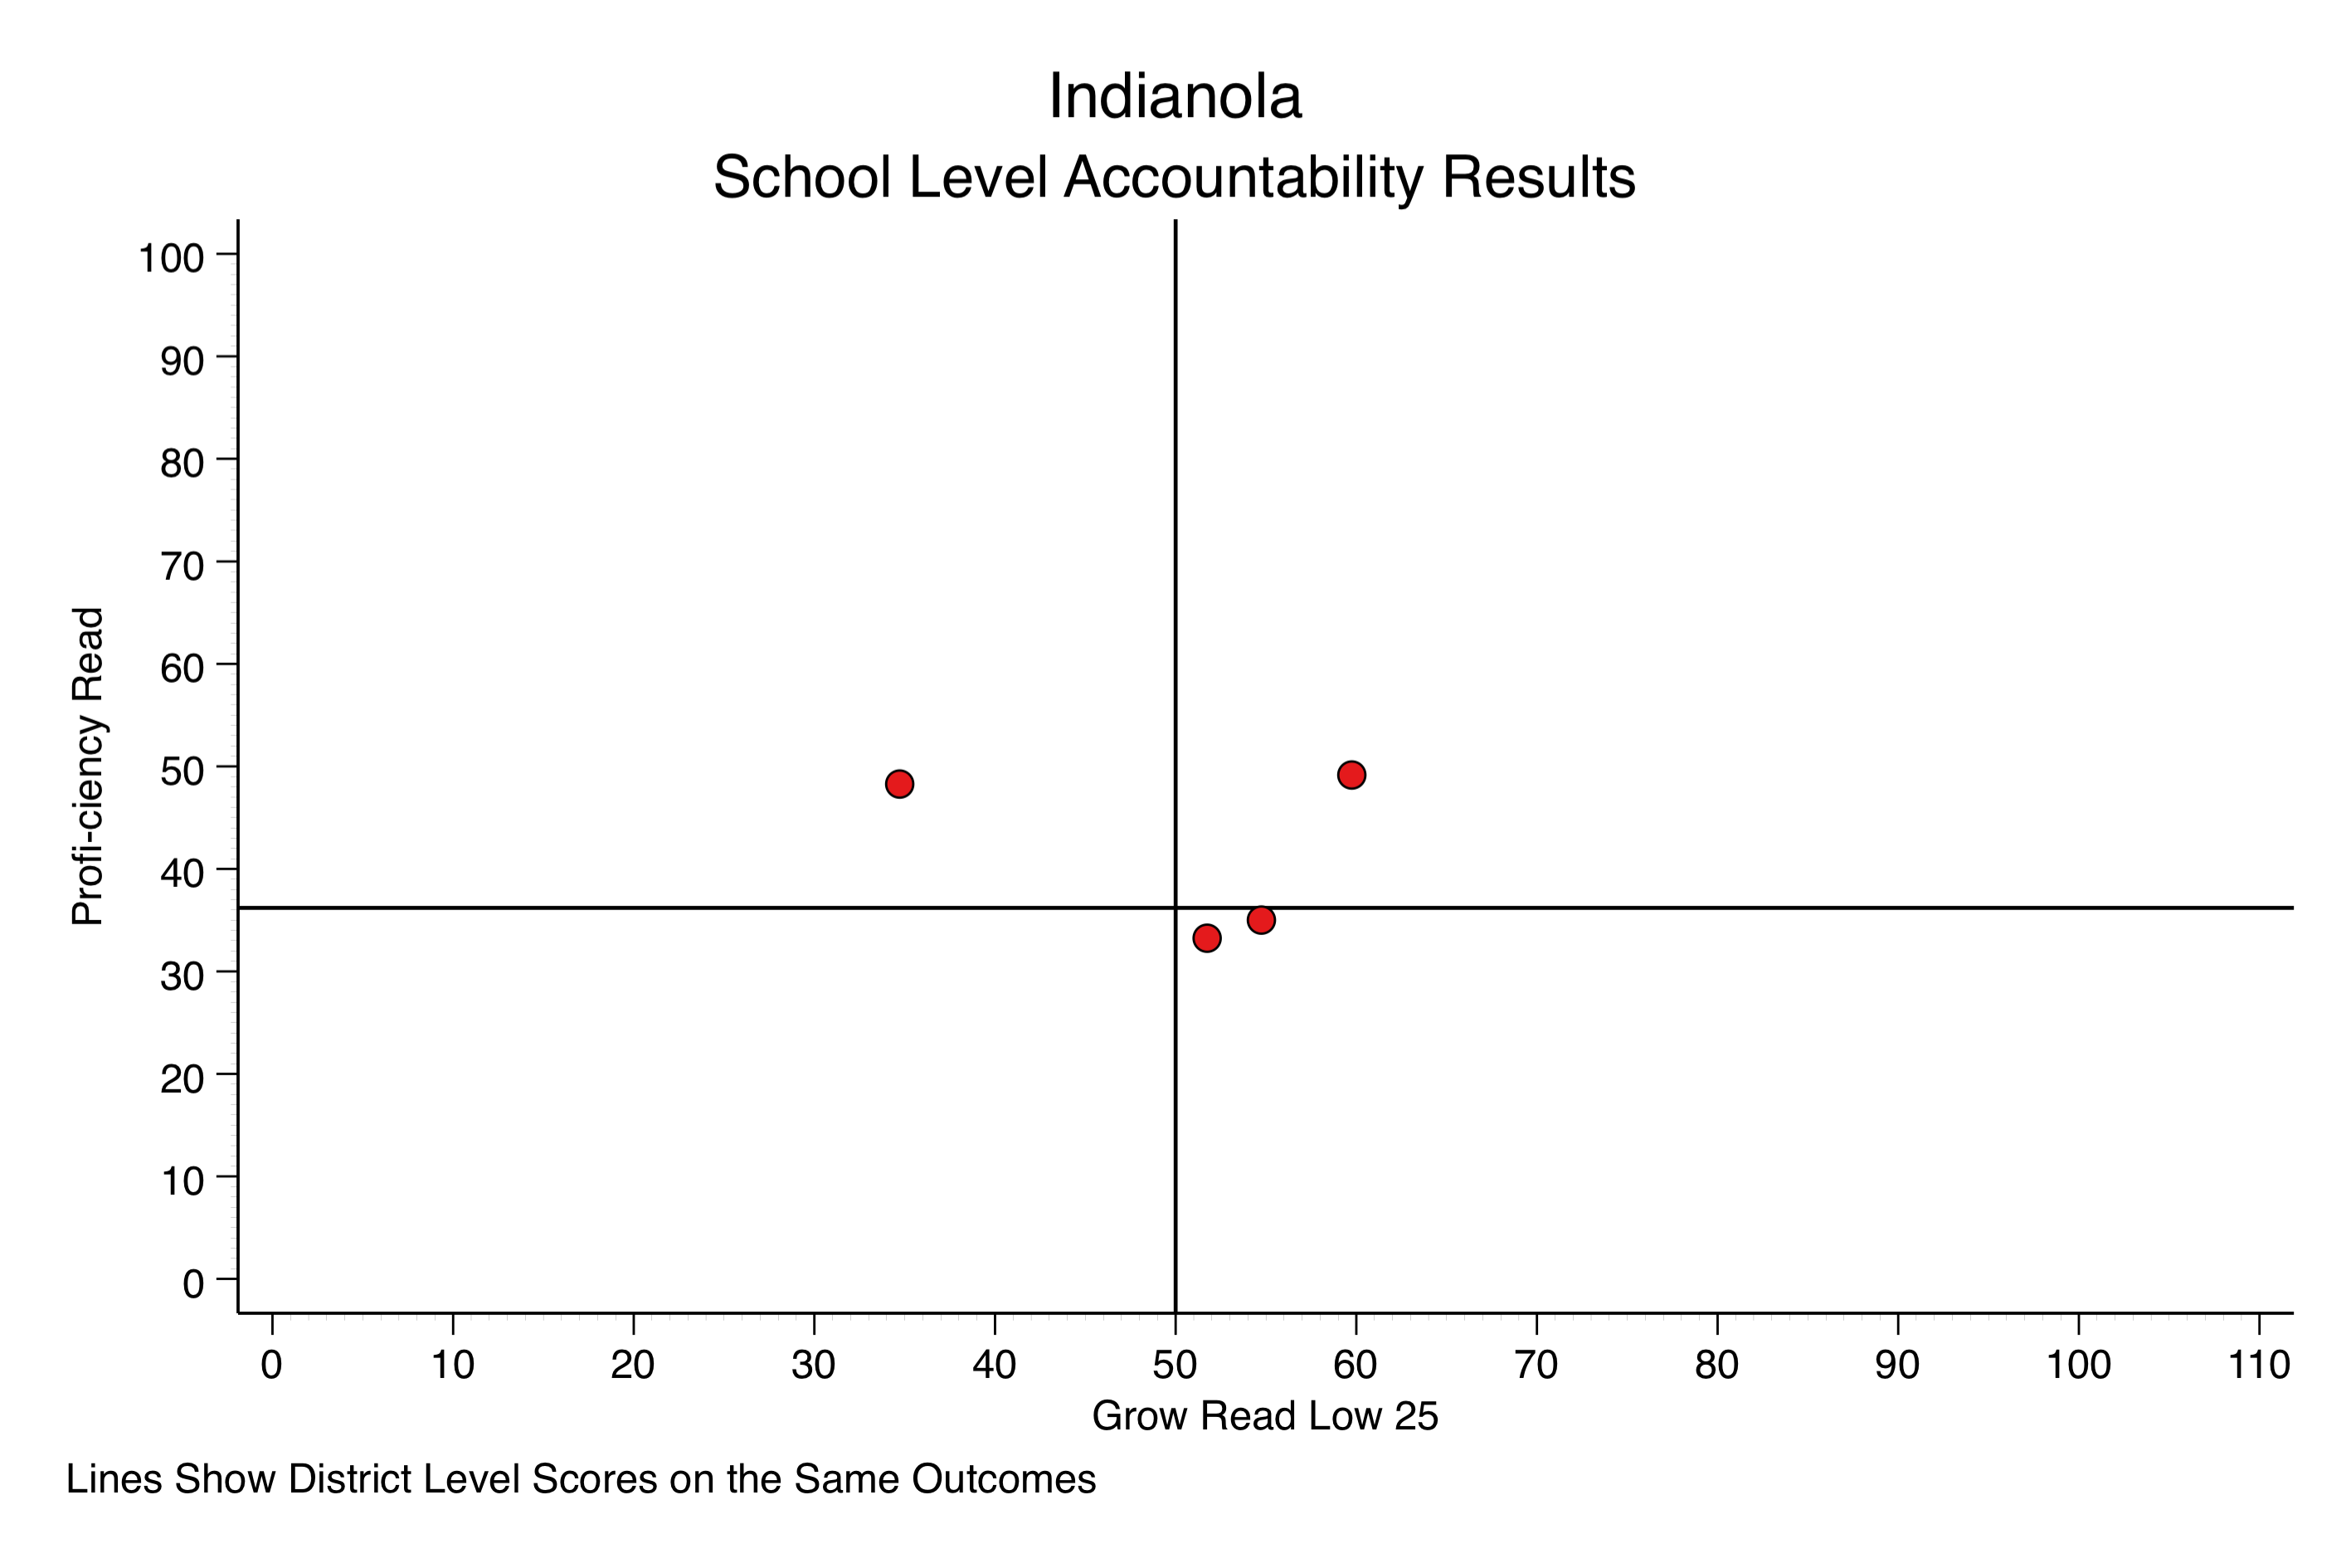 Indianola
School Level Accountability Results
100
90
80
70
60
50
40
30
20
10
0
Profi-ciency Read
0 10 20 30 40 50 60 70 80 90 100 110
Grow Read Low 25
Lines Show District Level Scores on the Same Outcomes